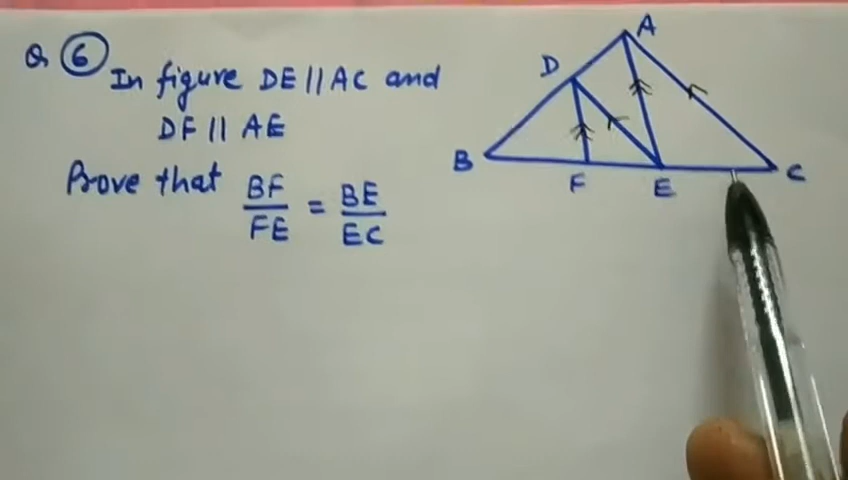 Q ⑥ In figure DE || AC and
DF || AE
Prove that BF/FE = BE/EC
A
D
B
F
E
C